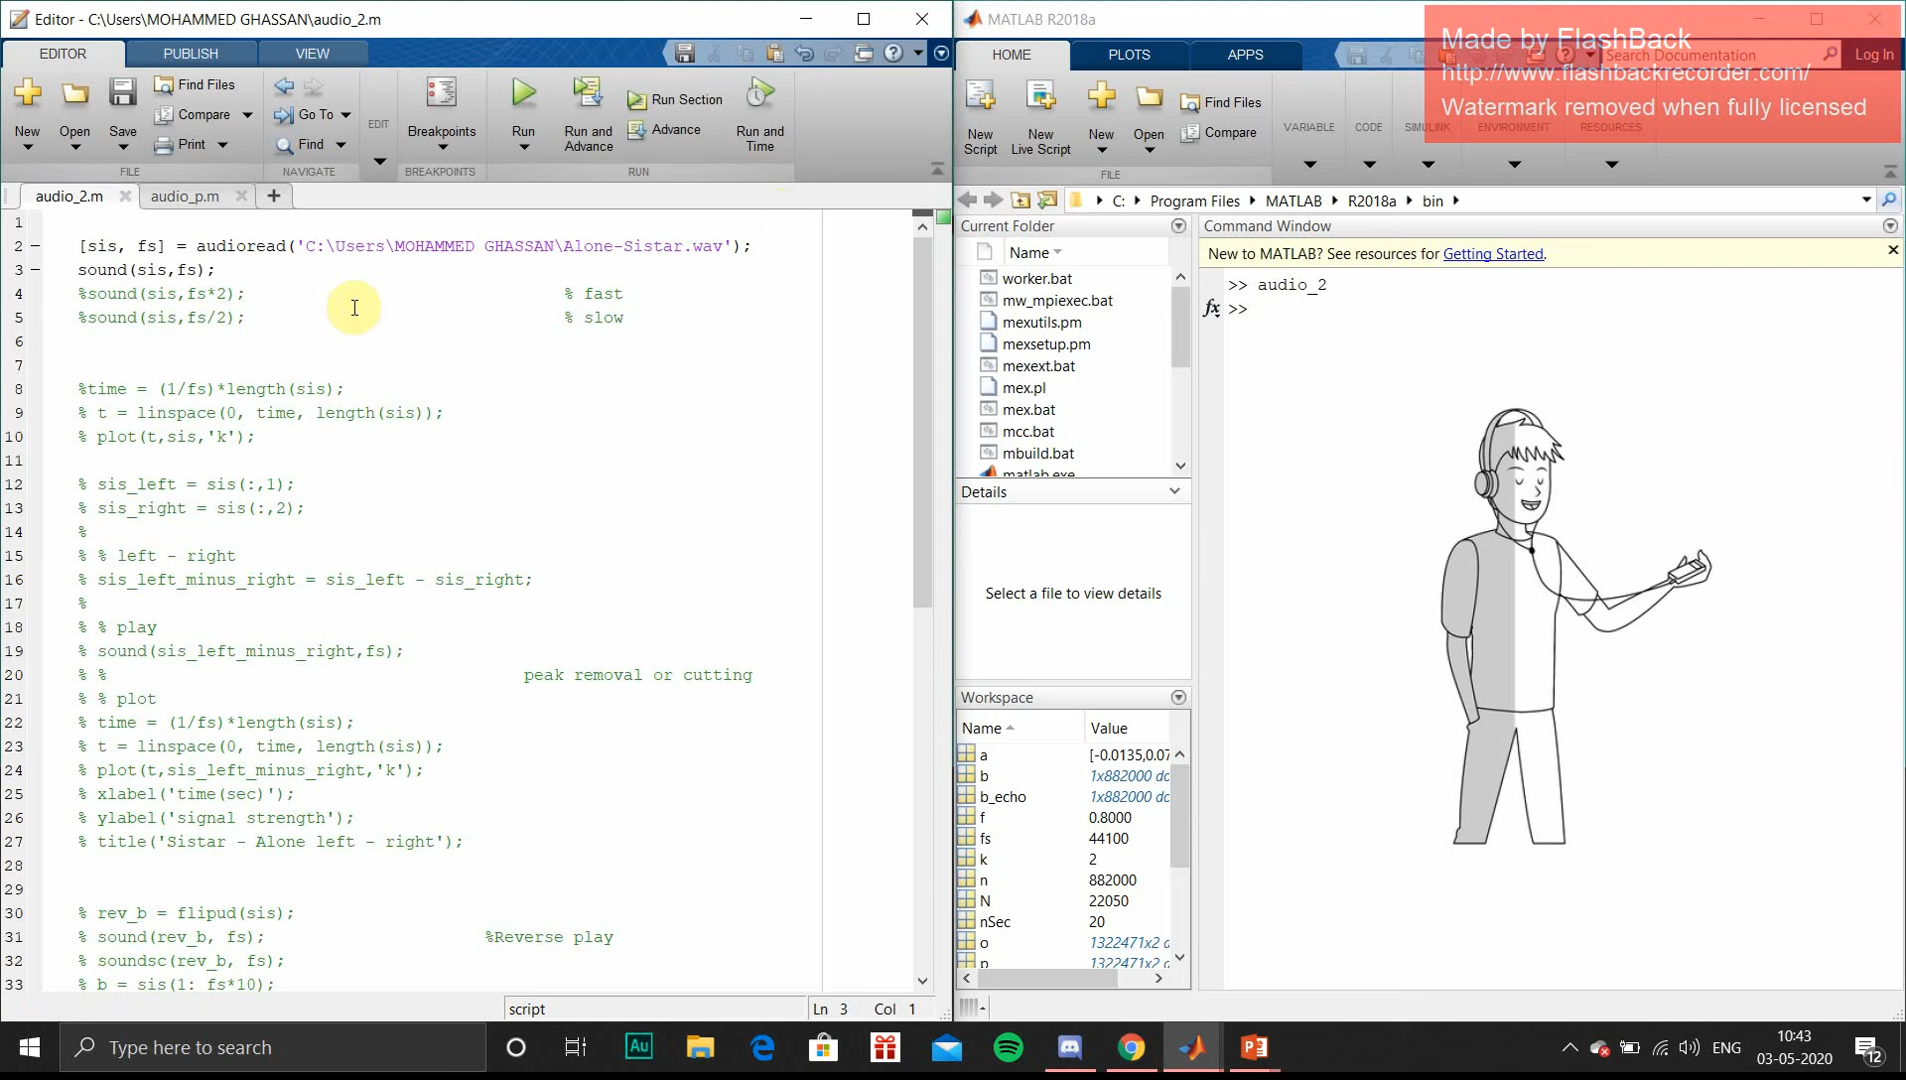 Editor - C:\Users\MOHAMMED GHASSAN\audio_2.m
EDITOR
PUBLISH
VIEW
New
Open
Save
Find Files
Compare
Print
Go To
Find
EDIT
Breakpoints
Run
Run and Advance
Run Section
Advance
Run and Time
FILE
NAVIGATE
BREAKPOINTS
RUN
audio_2.m
audio_p.m
1
2 [sis, fs] = audioread('C:\Users\MOHAMMED GHASSAN\Alone-Sistar.wav');
3 sound(sis,fs);
4 %sound(sis,fs*2); % fast
5 %sound(sis,fs/2); % slow
6
7
8 %time = (1/fs)*length(sis);
9 % t = linspace(0, time, length(sis));
10 % plot(t,sis,'k');
11
12 % sis_left = sis(:,1);
13 % sis_right = sis(:,2);
14 %
15 % % left - right
16 % sis_left_minus_right = sis_left - sis_right;
17 %
18 % % play
19 % sound(sis_left_minus_right,fs);
20 % % peak removal or cutting
21 % % plot
22 % time = (1/fs)*length(sis);
23 % t = linspace(0, time, length(sis));
24 % plot(t,sis_left_minus_right,'k');
25 % xlabel('time(sec)');
26 % ylabel('signal strength');
27 % title('Sistar - Alone left - right');
28
29
30 % rev_b = flipud(sis);
31 % sound(rev_b, fs); %Reverse play
32 % soundsc(rev_b, fs);
33 % b = sis(1: fs*10);
script
Ln 3 Col 1
MATLAB R2018a
Made by FlashBack
http://www.flashbackrecorder.com/
Watermark removed when fully licensed
HOME
PLOTS
APPS
Search Documentation
Log In
New Script
New Live Script
New
Open
Find Files
Compare
VARIABLE
CODE
SIMULINK
ENVIRONMENT
RESOURCES
FILE
C: Program Files MATLAB R2018a bin
Current Folder
Name
worker.bat
mw_mpiexec.bat
mexutils.pm
mexsetup.pm
mexext.bat
mex.pl
mex.bat
mcc.bat
mbuild.bat
matlab.exe
Details
Select a file to view details
Workspace
Name Value
a [-0.0135,0.07
b 1x882000 do
b_echo 1x882000 do
f 0.8000
fs 44100
k 2
n 882000
N 22050
nSec 20
o 1322471x2 d
p 1322471x2 d
Command Window
New to MATLAB? See resources for Getting Started.
>> audio_2
fx >>
Type here to search
Au
ENG
10:43
03-05-2020
12